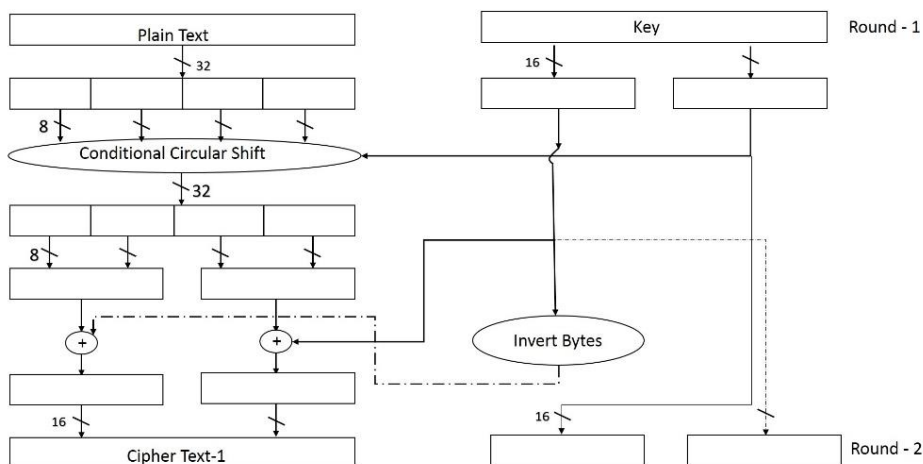 Plain Text
Key
Round - 1
32
16
8
Conditional Circular Shift
32
8
+
+
Invert Bytes
16
16
Cipher Text-1
Round - 2